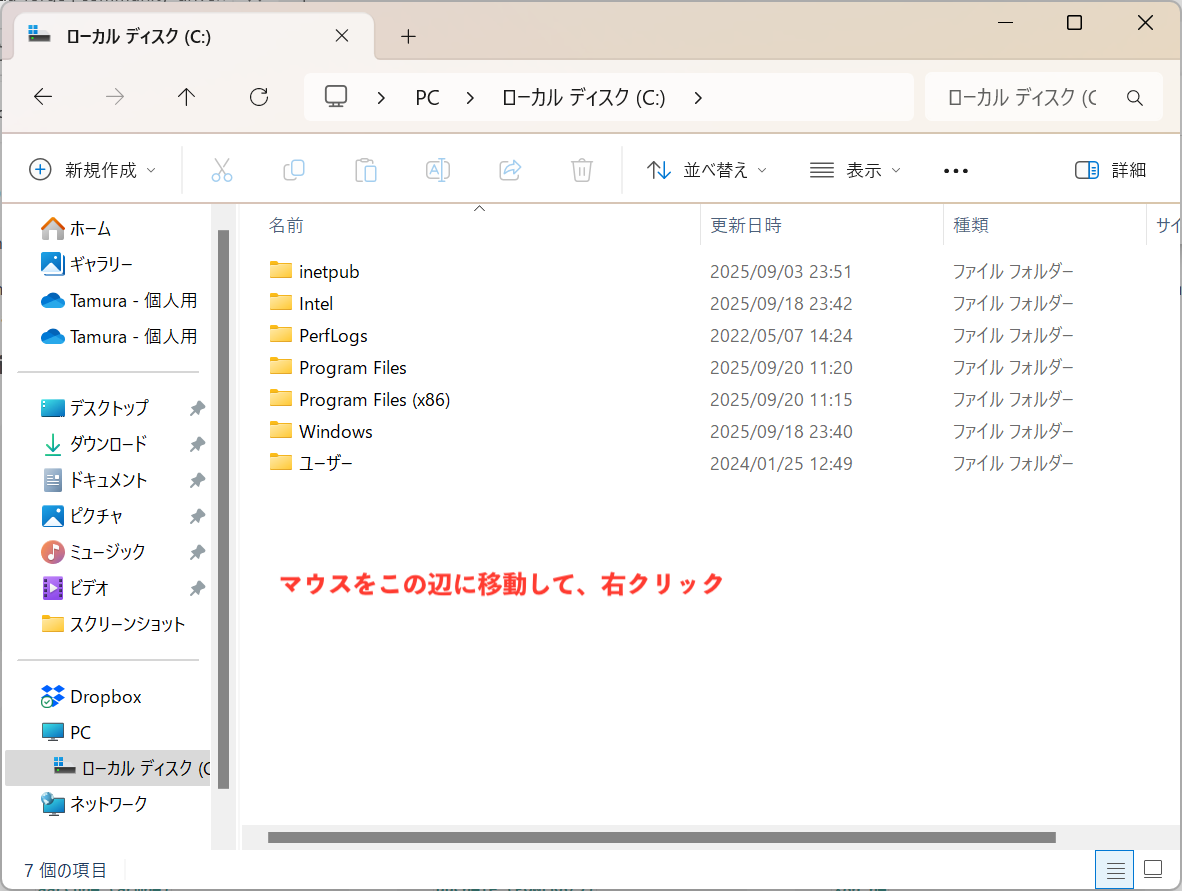 ローカル ディスク (C:)
PC
ローカル ディスク (C:)
ローカル ディスク (C
新規作成
並べ替え
表示
詳細
ホーム
ギャラリー
Tamura - 個人用
Tamura - 個人用
デスクトップ
ダウンロード
ドキュメント
ピクチャ
ミュージック
ビデオ
スクリーンショット
Dropbox
PC
ローカル ディスク (C
ネットワーク
名前 更新日時 種類 サイ
inetpub 2025/09/03 23:51 ファイル フォルダー
Intel 2025/09/18 23:42 ファイル フォルダー
PerfLogs 2022/05/07 14:24 ファイル フォルダー
Program Files 2025/09/20 11:20 ファイル フォルダー
Program Files (x86) 2025/09/20 11:15 ファイル フォルダー
Windows 2025/09/18 23:40 ファイル フォルダー
ユーザー 2024/01/25 12:49 ファイル フォルダー
マウスをこの辺に移動して、右クリック
7 個の項目